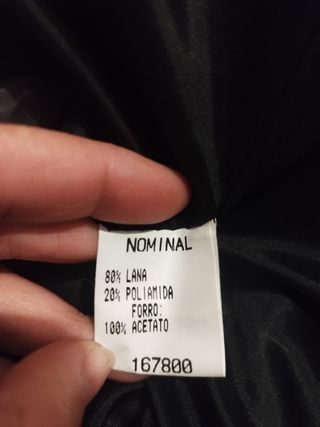 NOMINAL
80% LANA
20% POLIAMIDA
FORRO:
100% ACETATO
167800